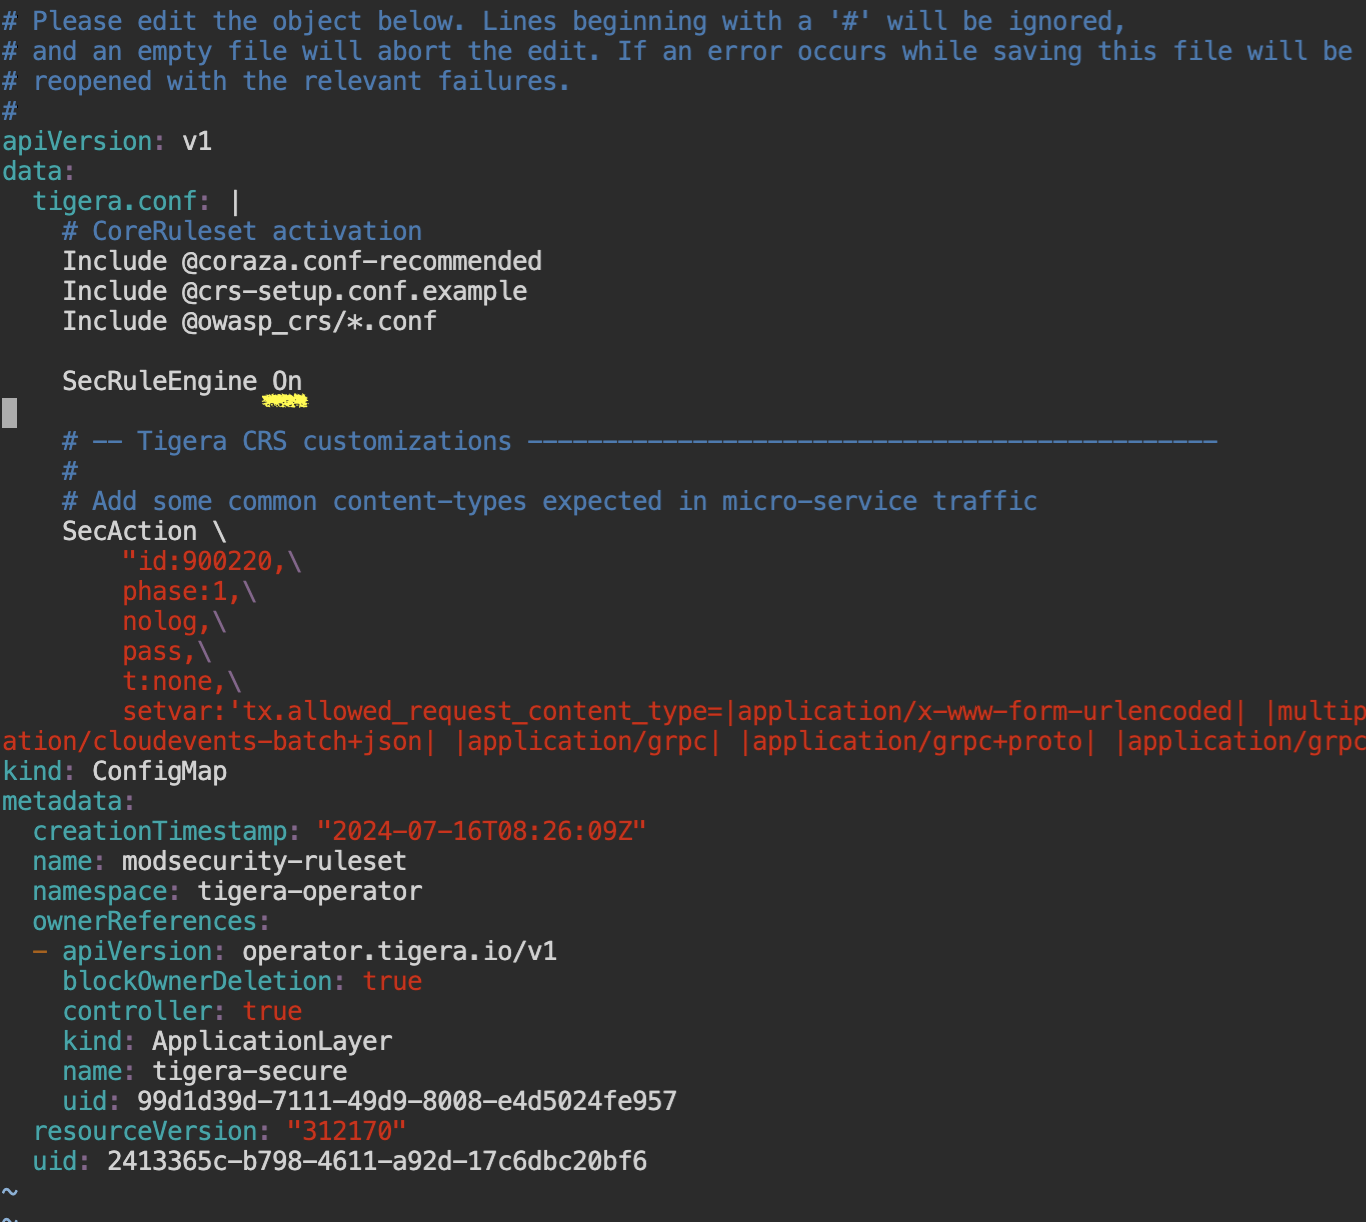 # Please edit the object below. Lines beginning with a '#' will be ignored,
# and an empty file will abort the edit. If an error occurs while saving this file will be
# reopened with the relevant failures.
#
apiVersion: v1
data:
  tigera.conf: |
    # CoreRuleset activation
    Include @coraza.conf-recommended
    Include @crs-setup.conf.example
    Include @owasp_crs/*.conf

    SecRuleEngine On

    # -- Tigera CRS customizations ----------------------------------------------
    #
    # Add some common content-types expected in micro-service traffic
    SecAction \
        "id:900220,\
        phase:1,\
        nolog,\
        pass,\
        t:none,\
        setvar:'tx.allowed_request_content_type=|application/x-www-form-urlencoded| |multip
ation/cloudevents-batch+json| |application/grpc| |application/grpc+proto| |application/grpc
kind: ConfigMap
metadata:
  creationTimestamp: "2024-07-16T08:26:09Z"
  name: modsecurity-ruleset
  namespace: tigera-operator
  ownerReferences:
  - apiVersion: operator.tigera.io/v1
    blockOwnerDeletion: true
    controller: true
    kind: ApplicationLayer
    name: tigera-secure
    uid: 99d1d39d-7111-49d9-8008-e4d5024fe957
  resourceVersion: "312170"
  uid: 2413365c-b798-4611-a92d-17c6dbc20bf6
~
~